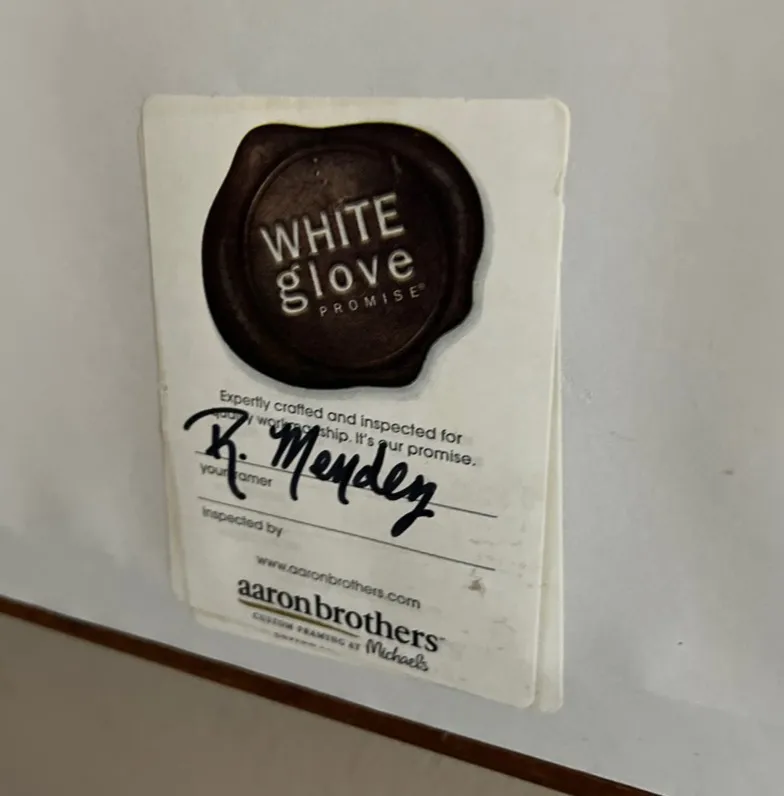 WHITE
glove
PROMISE®
Expertly crafted and inspected for
quality workmanship. It's our promise.
R. Mendez
your framer
Inspected by
www.aaronbrothers.com
aaronbrothers
CUSTOM FRAMING AT Michaels